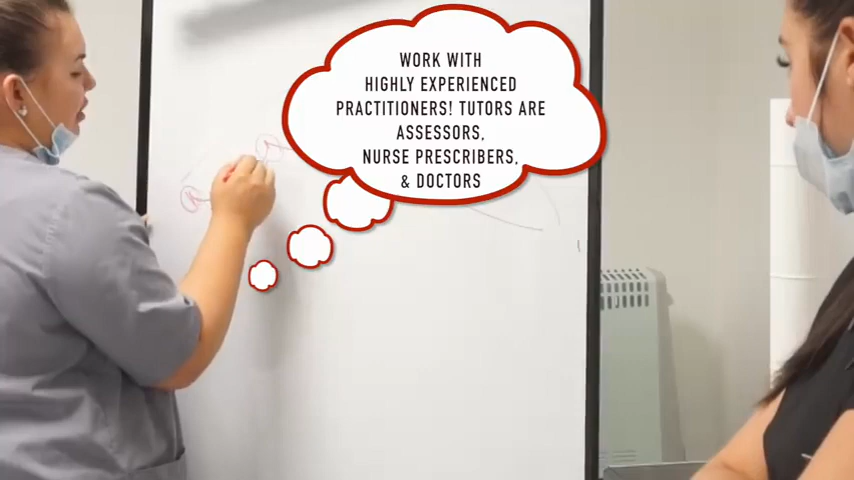 WORK WITH
HIGHLY EXPERIENCED
PRACTITIONERS! TUTORS ARE
ASSESSORS,
NURSE PRESCRIBERS,
& DOCTORS